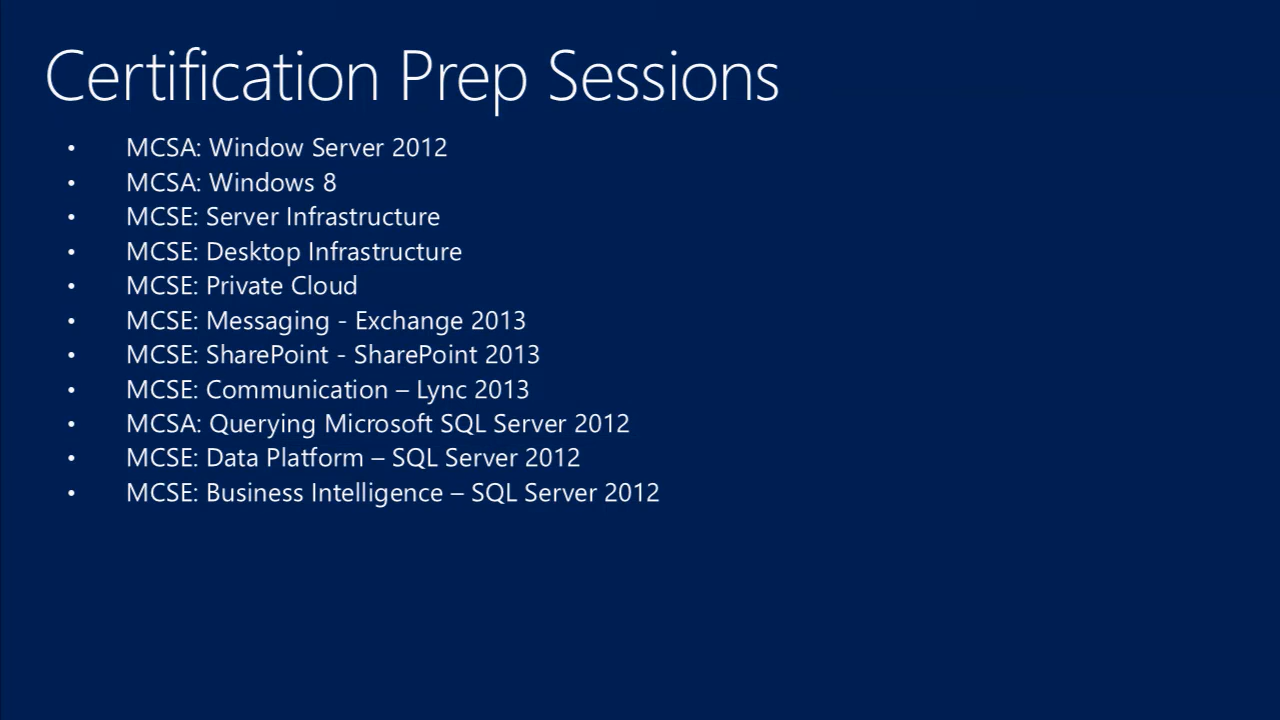 Certification Prep Sessions
• MCSA: Window Server 2012
• MCSA: Windows 8
• MCSE: Server Infrastructure
• MCSE: Desktop Infrastructure
• MCSE: Private Cloud
• MCSE: Messaging - Exchange 2013
• MCSE: SharePoint - SharePoint 2013
• MCSE: Communication – Lync 2013
• MCSA: Querying Microsoft SQL Server 2012
• MCSE: Data Platform – SQL Server 2012
• MCSE: Business Intelligence – SQL Server 2012